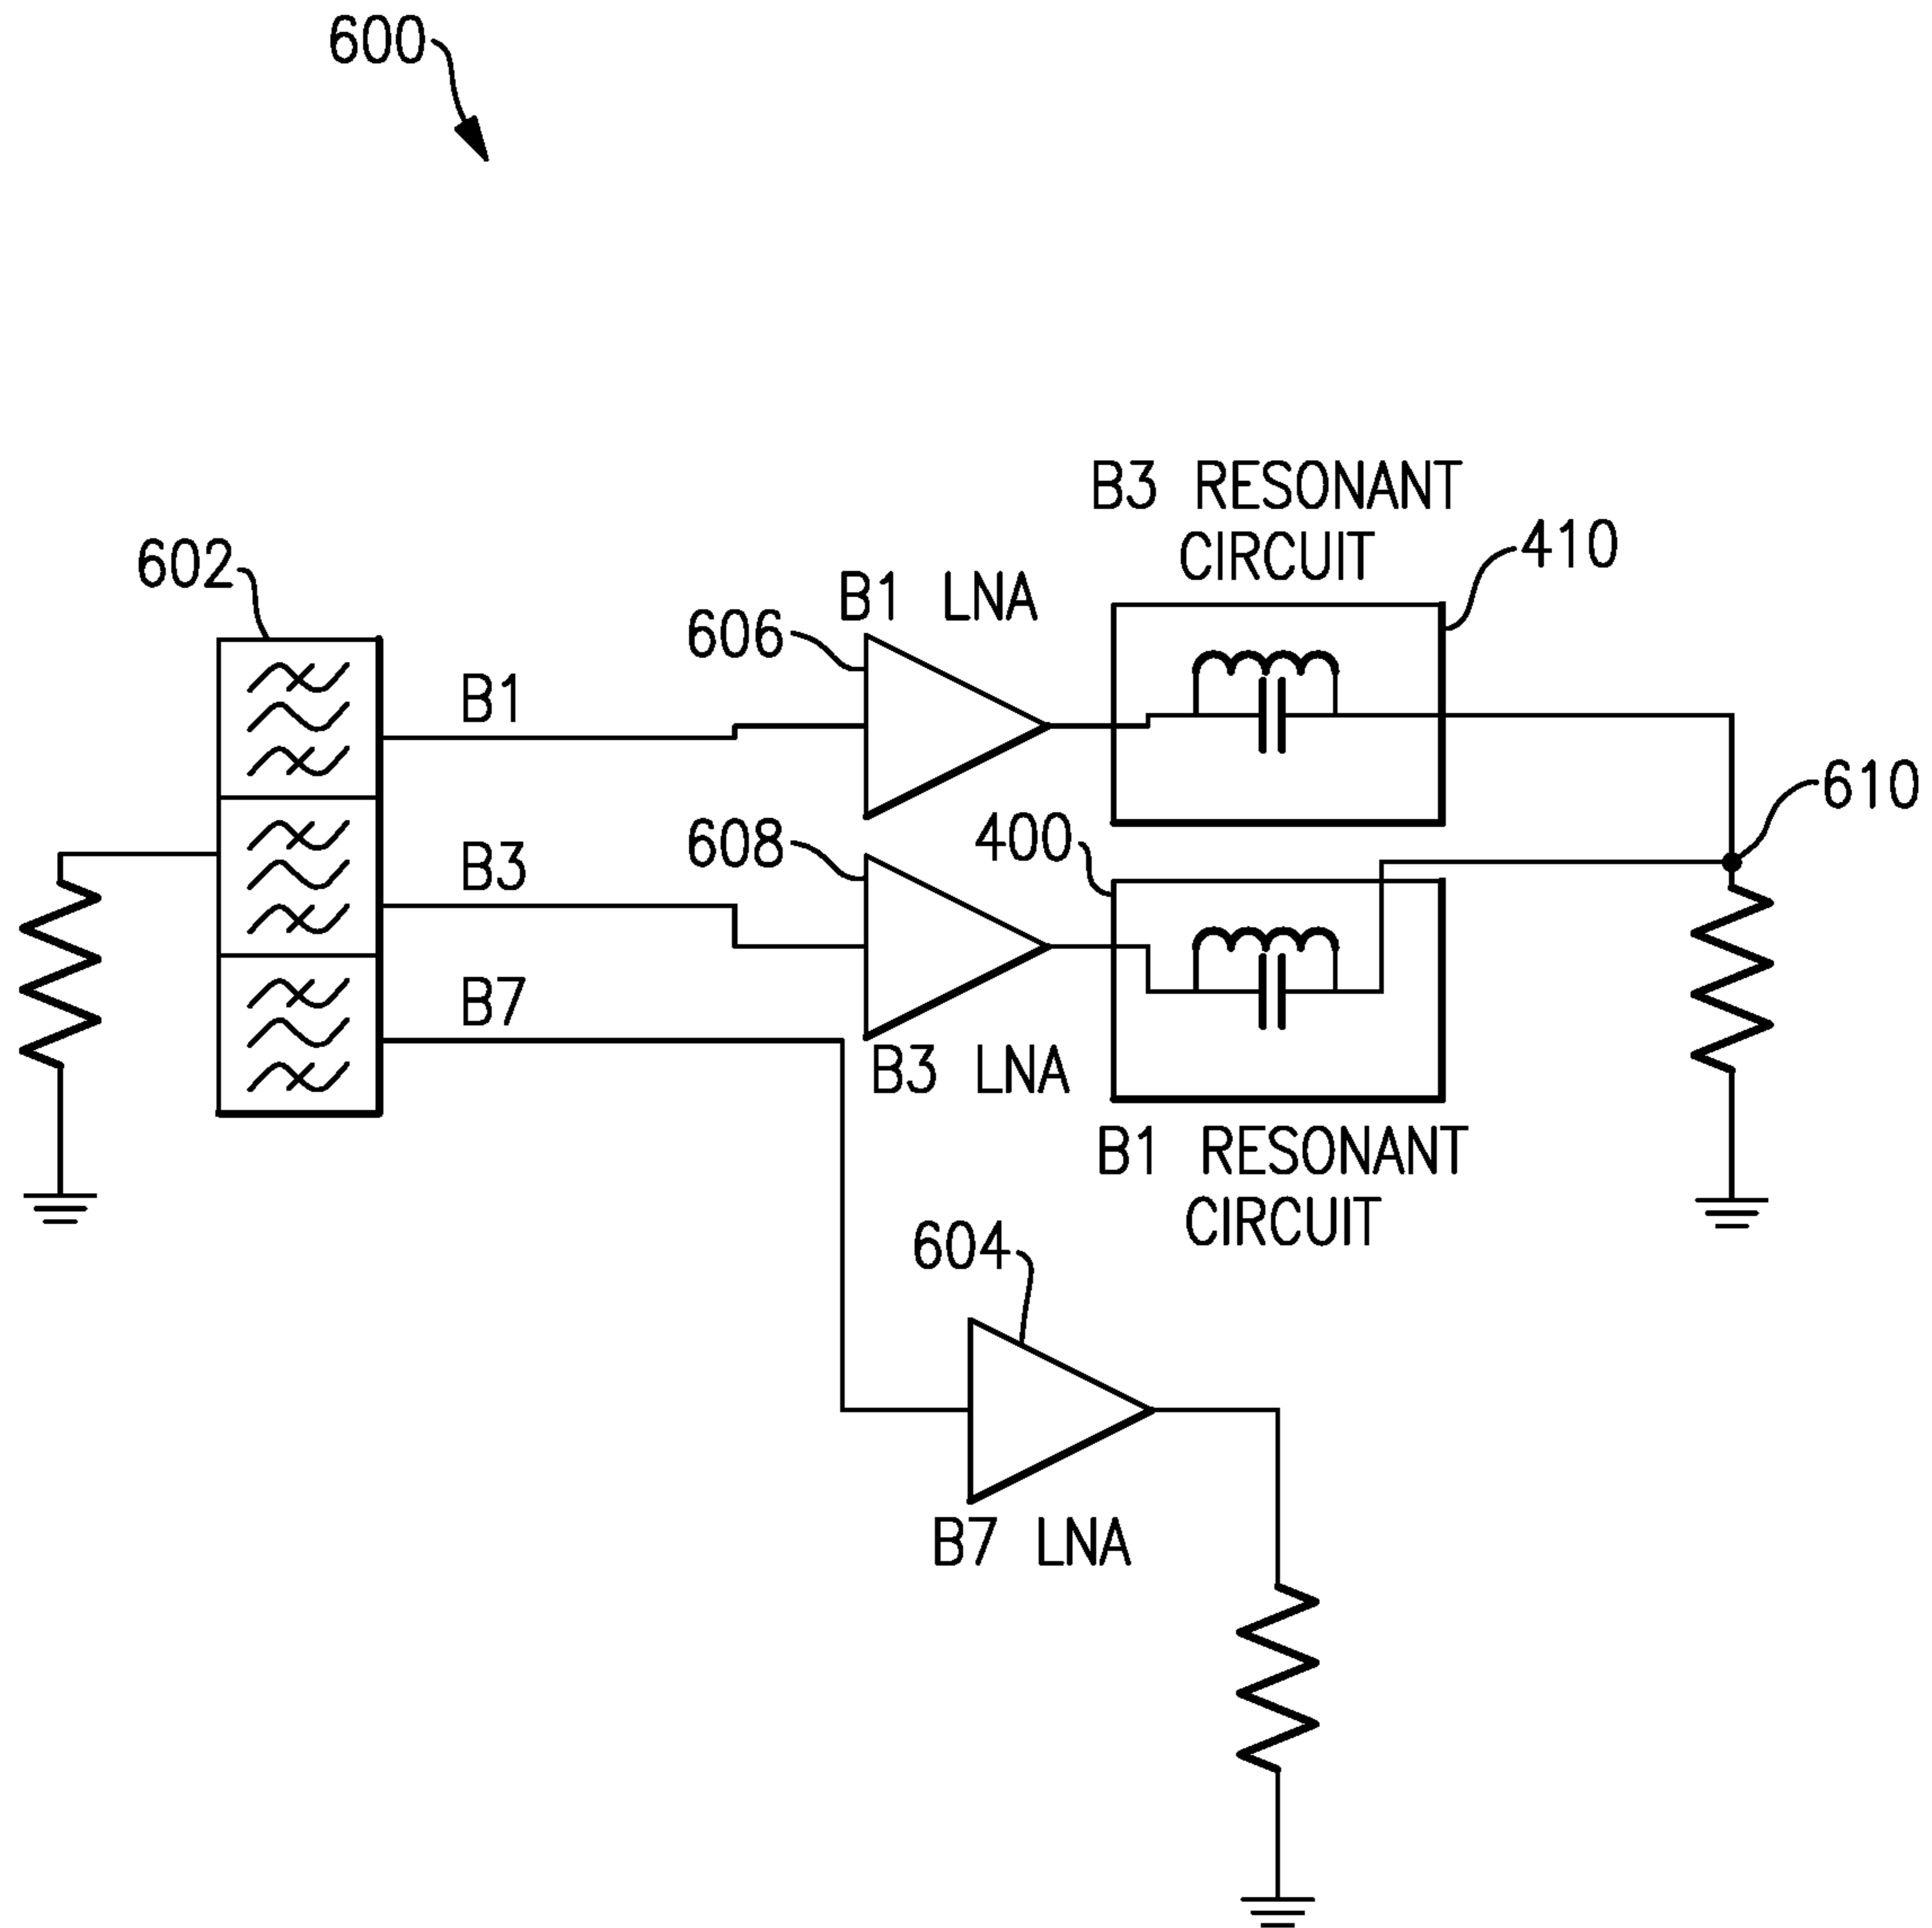 600
B3 RESONANT
CIRCUIT
410
602
B1 LNA
606
B1
610
608
400
B3
B7
B3 LNA
B1 RESONANT
CIRCUIT
604
B7 LNA